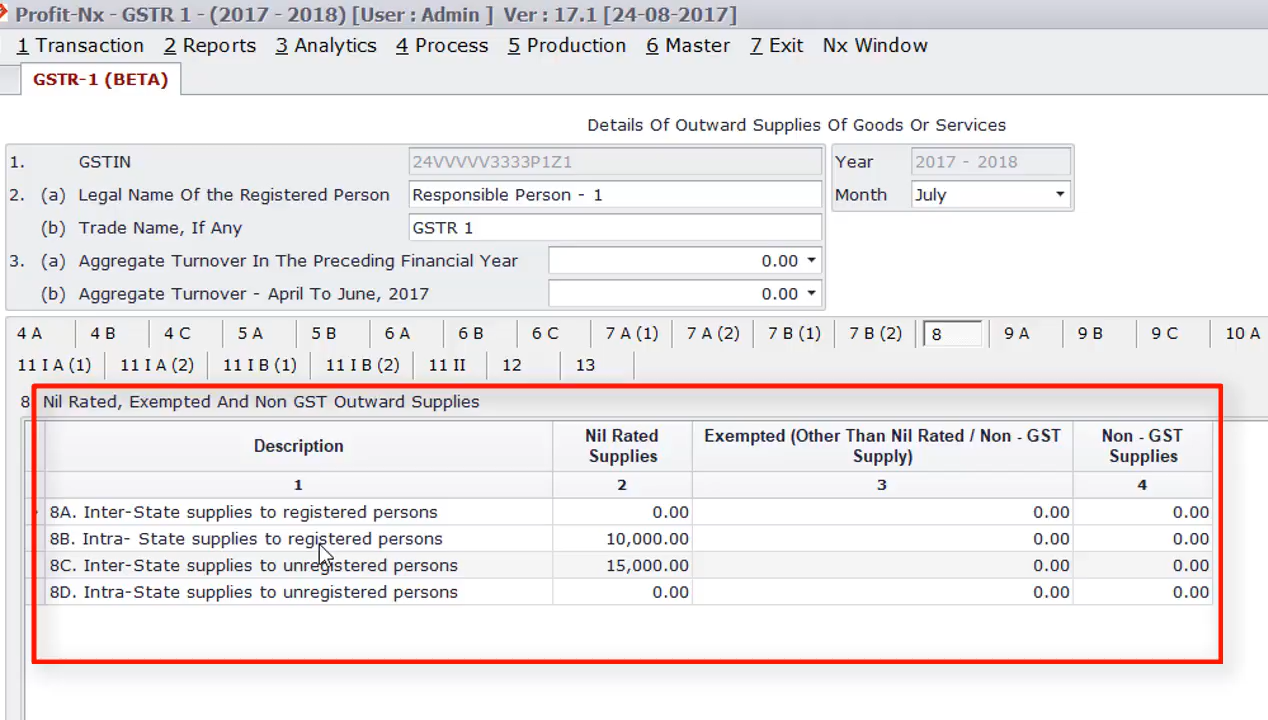 Profit-Nx - GSTR 1 - (2017 - 2018) [User : Admin ] Ver : 17.1 [24-08-2017]
1 Transaction 2 Reports 3 Analytics 4 Process 5 Production 6 Master 7 Exit Nx Window
GSTR-1 (BETA)
Details Of Outward Supplies Of Goods Or Services
1. GSTIN 24VVVVV3333P1Z1 Year 2017 - 2018
2. (a) Legal Name Of the Registered Person Responsible Person - 1 Month July
(b) Trade Name, If Any GSTR 1
3. (a) Aggregate Turnover In The Preceding Financial Year 0.00
(b) Aggregate Turnover - April To June, 2017 0.00
4 A 4 B 4 C 5 A 5 B 6 A 6 B 6 C 7 A (1) 7 A (2) 7 B (1) 7 B (2) 8 9 A 9 B 9 C 10 A
11 I A (1) 11 I A (2) 11 I B (1) 11 I B (2) 11 II 12 13
8 Nil Rated, Exempted And Non GST Outward Supplies
Description Nil Rated Supplies Exempted (Other Than Nil Rated / Non - GST Supply) Non - GST Supplies
1 2 3 4
8A. Inter-State supplies to registered persons 0.00 0.00 0.00
8B. Intra- State supplies to registered persons 10,000.00 0.00 0.00
8C. Inter-State supplies to unregistered persons 15,000.00 0.00 0.00
8D. Intra-State supplies to unregistered persons 0.00 0.00 0.00